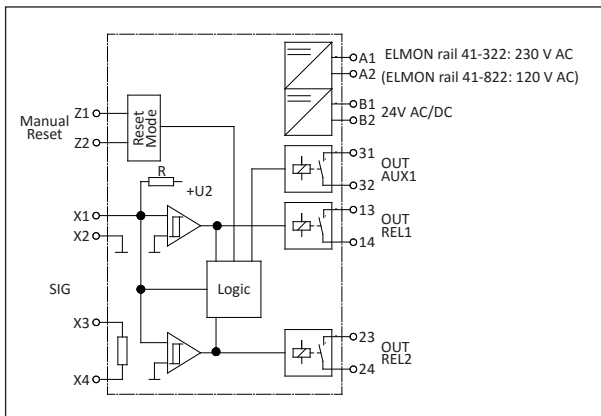 A1 ELMON rail 41-322: 230 V AC
A2 (ELMON rail 41-822: 120 V AC)
B1
24V AC/DC
B2
Z1
Manual
Reset
Z2
Reset
Mode
31
OUT
AUX1
32
R
+U2
X1
X2
13
OUT
REL1
14
SIG
Logic
X3
X4
23
OUT
REL2
24